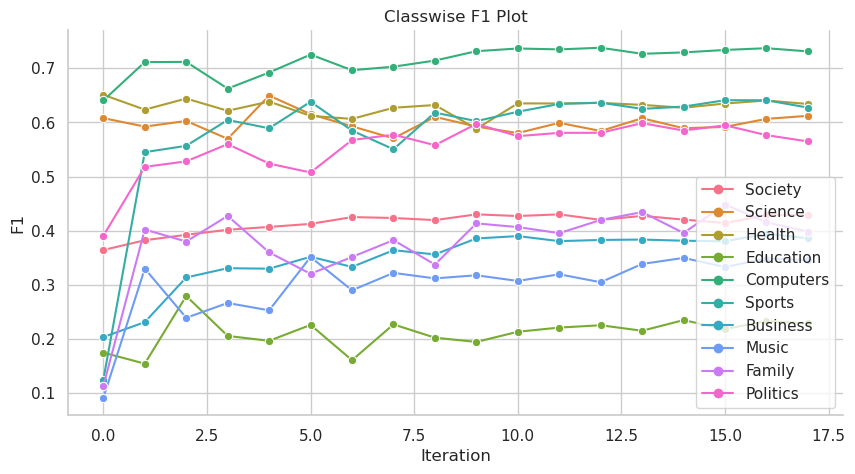 Classwise F1 Plot
F1
0.7
0.6
0.5
0.4
0.3
0.2
0.1
Society
Science
Health
Education
Computers
Sports
Business
Music
Family
Politics
0.0 2.5 5.0 7.5 10.0 12.5 15.0 17.5
Iteration